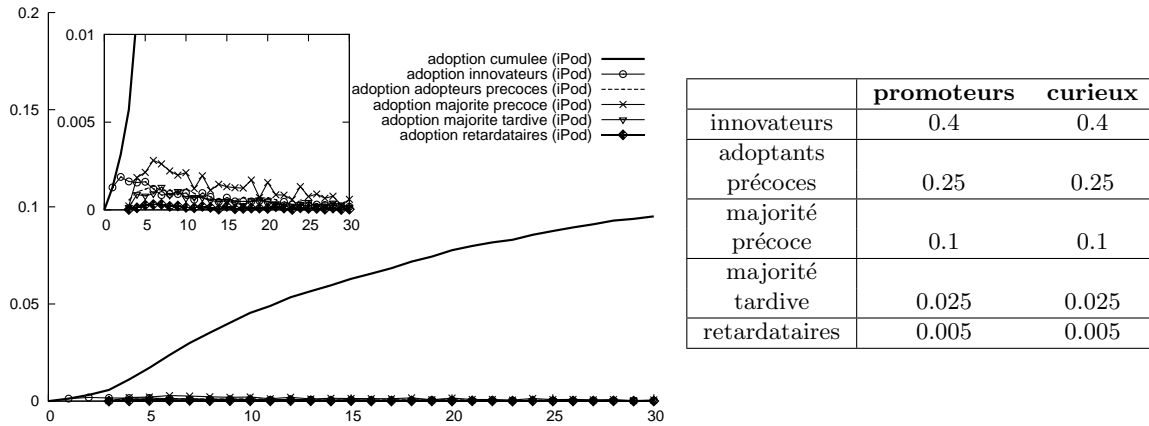 0.2
0.15
0.1
0.05
0
0 5 10 15 20 25 30
0.01
0.005
0
0 5 10 15 20 25 30
adoption cumulee (iPod)
adoption innovateurs (iPod)
adoption adopteurs precoces (iPod)
adoption majorite precoce (iPod)
adoption majorite tardive (iPod)
adoption retardataires (iPod)
promoteurs curieux
innovateurs 0.4 0.4
adoptants
précoces 0.25 0.25
majorité
précoce 0.1 0.1
majorité
tardive 0.025 0.025
retardataires 0.005 0.005